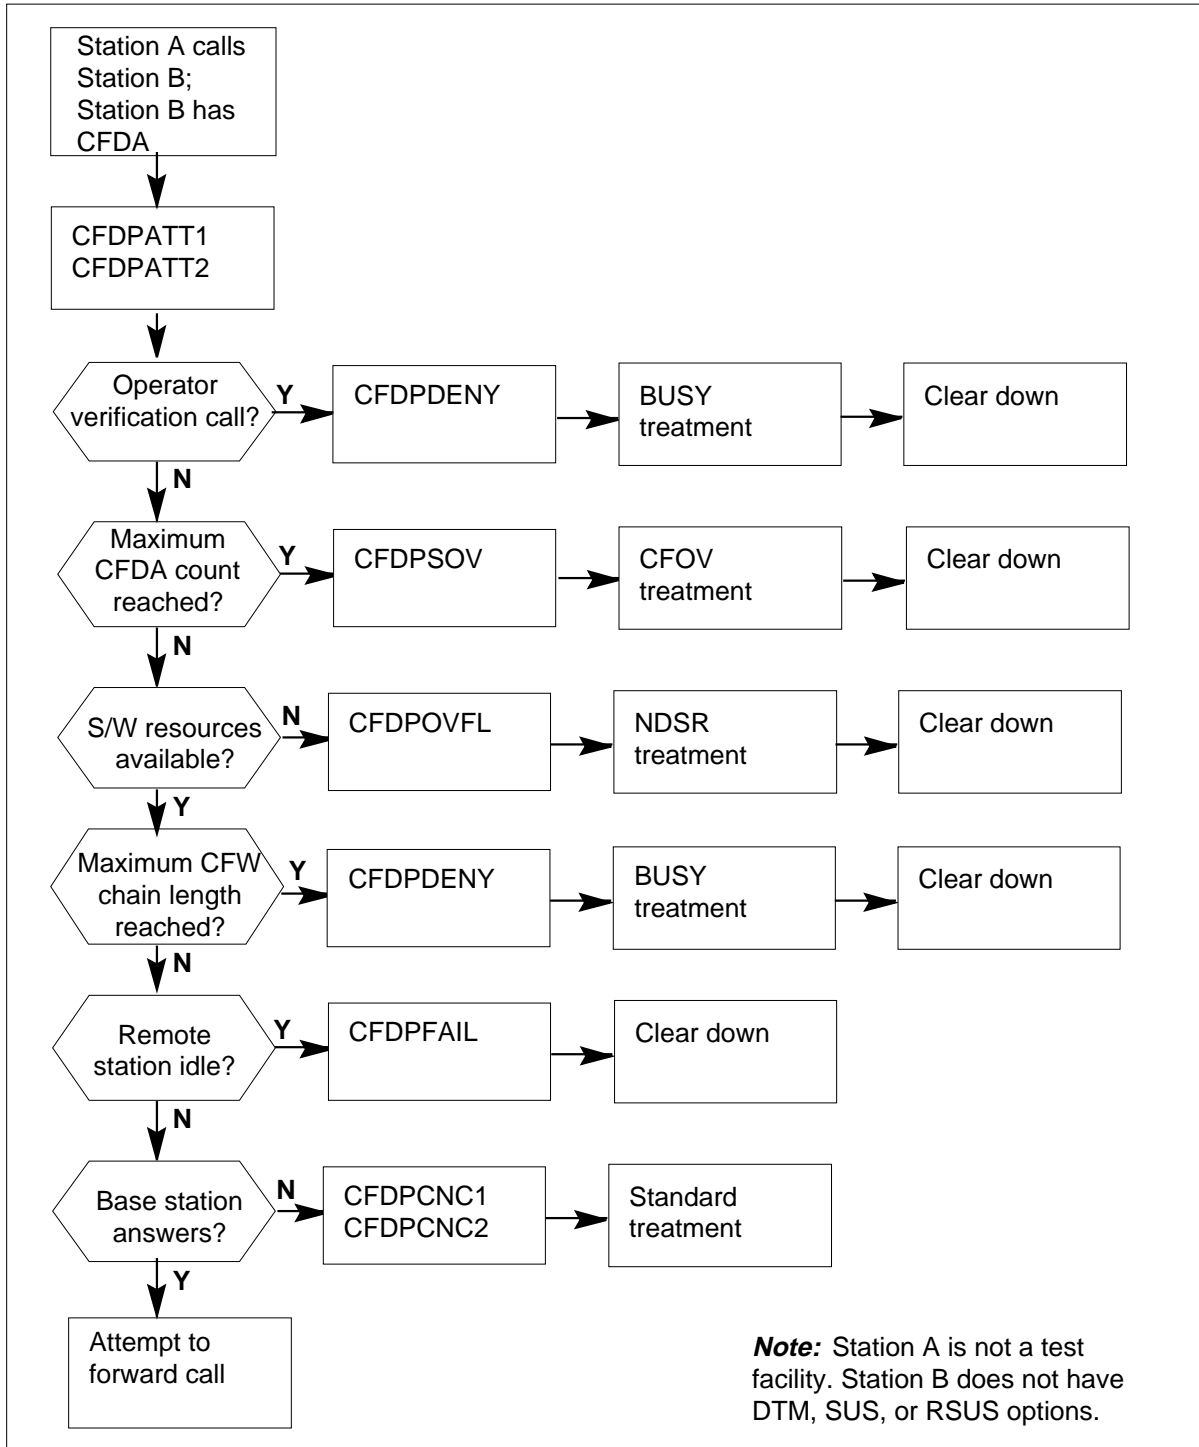 Station A calls
Station B;
Station B has
CFDA
CFDPATT1
CFDPATT2
Operator
verification call?
Y
CFDPDENY
BUSY
treatment
Clear down
N
Maximum
CFDA count
reached?
Y
CFDPSOV
CFOV
treatment
Clear down
N
S/W resources
available?
N
CFDPOVFL
NDSR
treatment
Clear down
Y
Maximum CFW
chain length
reached?
Y
CFDPDENY
BUSY
treatment
Clear down
N
Remote
station idle?
Y
CFDPFAIL
Clear down
N
Base station
answers?
N
CFDPCNC1
CFDPCNC2
Standard
treatment
Y
Attempt to
forward call
Note: Station A is not a test
facility. Station B does not have
DTM, SUS, or RSUS options.